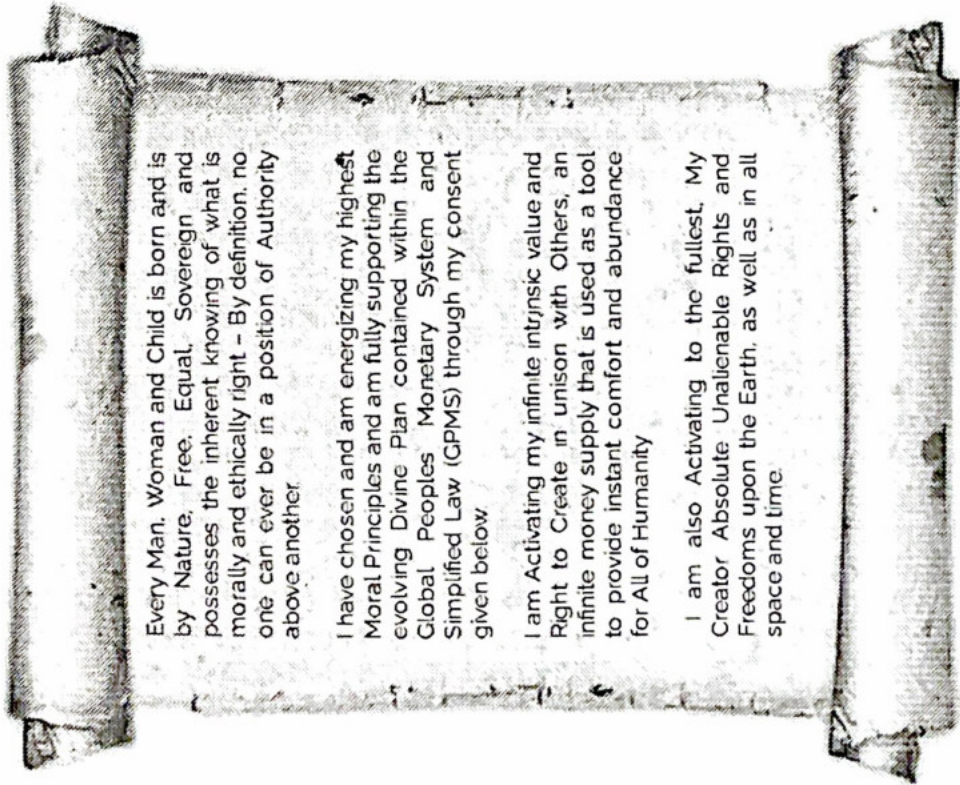 Every Man, Woman and Child is born and is
by Nature, Free, Equal, Sovereign and
possesses the inherent knowing of what is
morally and ethically right – By definition, no
one can ever be in a position of Authority
above another.
I have chosen and am energizing my highest
Moral Principles and am fully supporting the
evolving Divine Plan contained within the
Global Peoples Monetary System and
Simplified Law (GPMS) through my consent
given below.
I am Activating my infinite intrinsic value and
Right to Create in unison with Others, an
infinite money supply that is used as a tool
to provide instant comfort and abundance
for All of Humanity
I am also Activating to the fullest, My
Creator Absolute Unalienable Rights and
Freedoms upon the Earth, as well as in all
space and time.